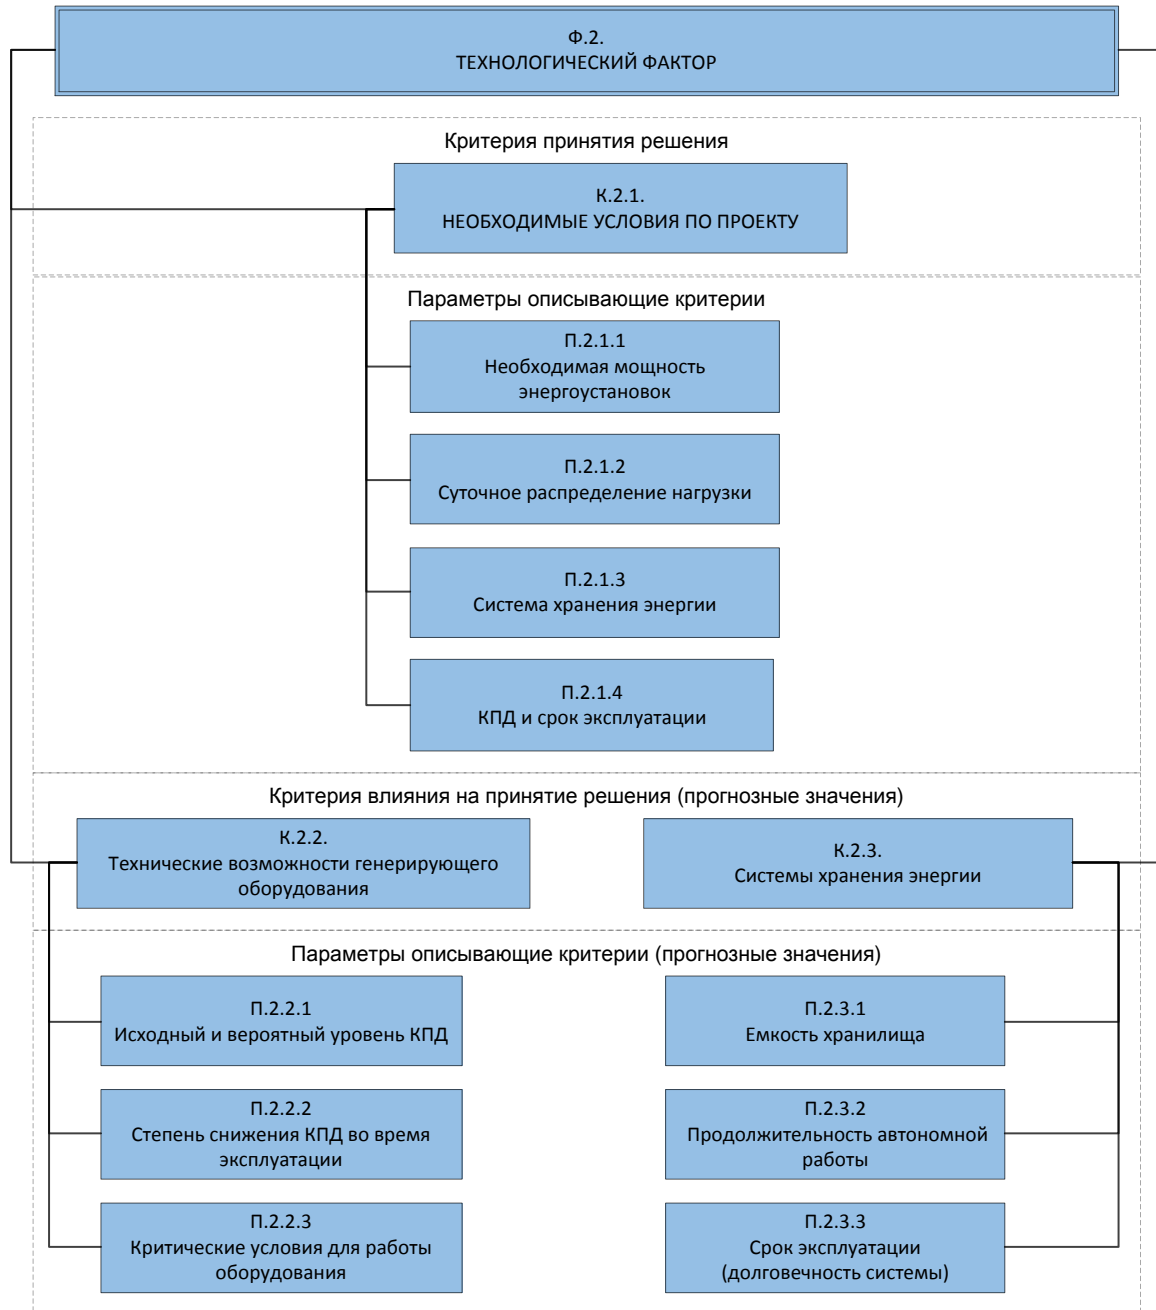 Ф.2.
ТЕХНОЛОГИЧЕСКИЙ ФАКТОР
Критерия принятия решения
К.2.1.
НЕОБХОДИМЫЕ УСЛОВИЯ ПО ПРОЕКТУ
Параметры описывающие критерии
П.2.1.1
Необходимая мощность
энергоустановок
П.2.1.2
Суточное распределение нагрузки
П.2.1.3
Система хранения энергии
П.2.1.4
КПД и срок эксплуатации
Критерия влияния на принятие решения (прогнозные значения)
К.2.2.
Технические возможности генерирующего
оборудования
К.2.3.
Системы хранения энергии
Параметры описывающие критерии (прогнозные значения)
П.2.2.1
Исходный и вероятный уровень КПД
П.2.3.1
Емкость хранилища
П.2.2.2
Степень снижения КПД во время
эксплуатации
П.2.3.2
Продолжительность автономной
работы
П.2.2.3
Критические условия для работы
оборудования
П.2.3.3
Срок эксплуатации
(долговечность системы)